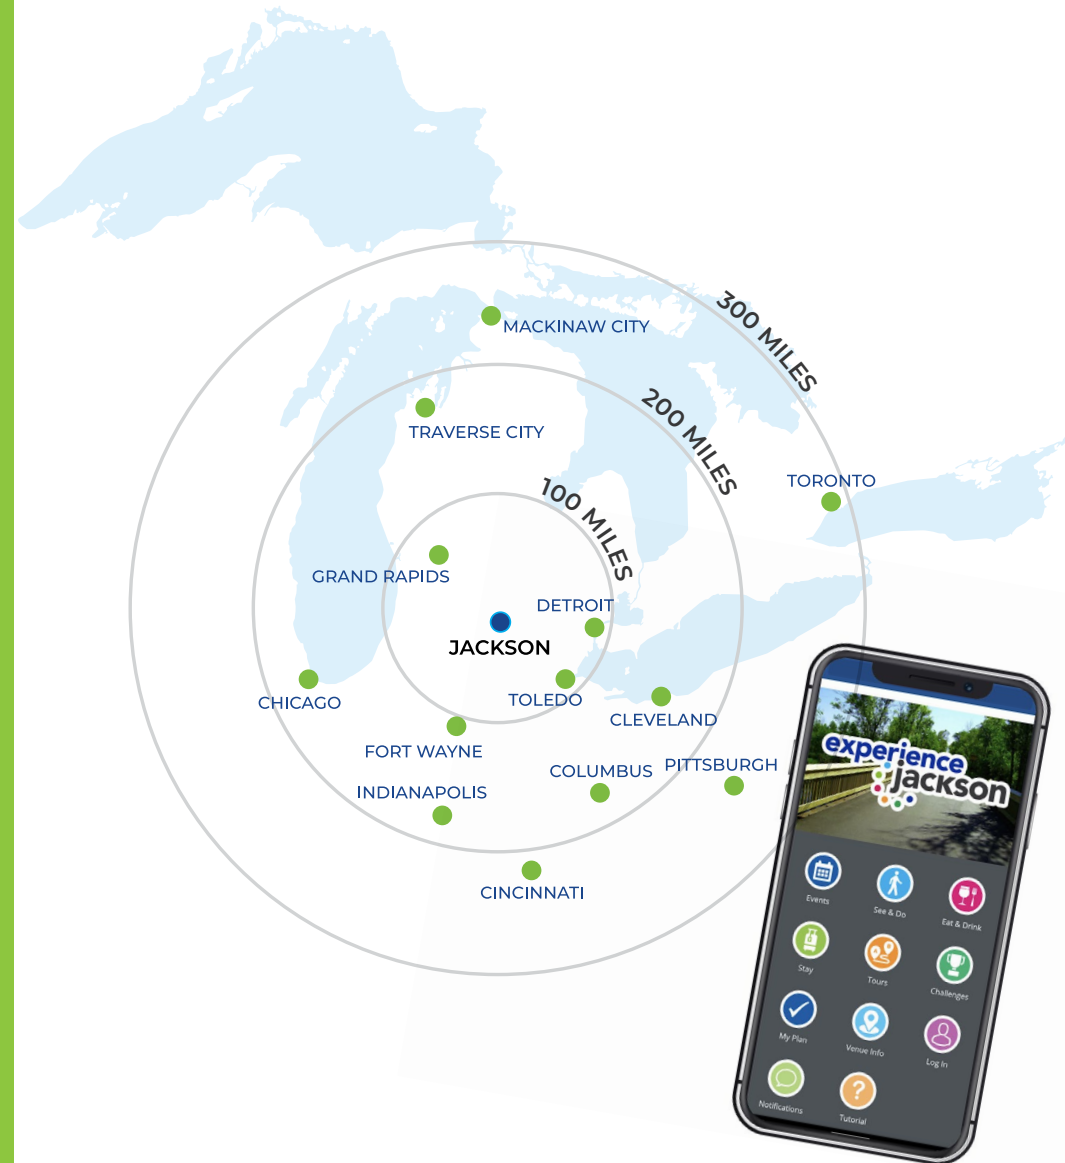 300 MILES
MACKINAW CITY
200 MILES
TRAVERSE CITY
TORONTO
100 MILES
GRAND RAPIDS
DETROIT
JACKSON
CHICAGO
TOLEDO
CLEVELAND
FORT WAYNE
COLUMBUS
PITTSBURGH
INDIANAPOLIS
CINCINNATI
experience
jackson
Events
See & Do
Eat & Drink
Stay
Tours
Challenges
My Plan
Venue Info
Log In
Notifications
Tutorial